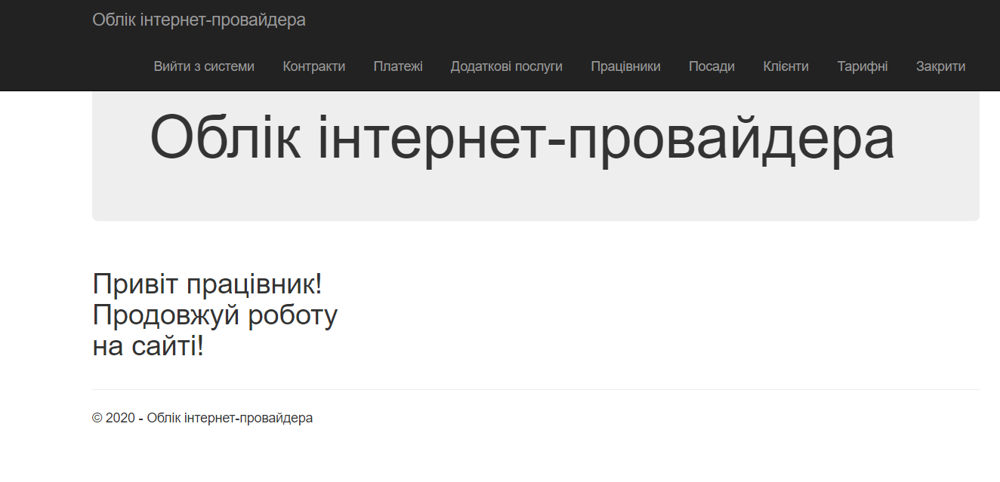 Облік інтернет-провайдера
Вийти з системи Контракти Платежі Додаткові послуги Працівники Посади Клієнти Тарифні Закрити
Облік інтернет-провайдера
Привіт працівник!
Продовжуй роботу
на сайті!
© 2020 - Облік інтернет-провайдера